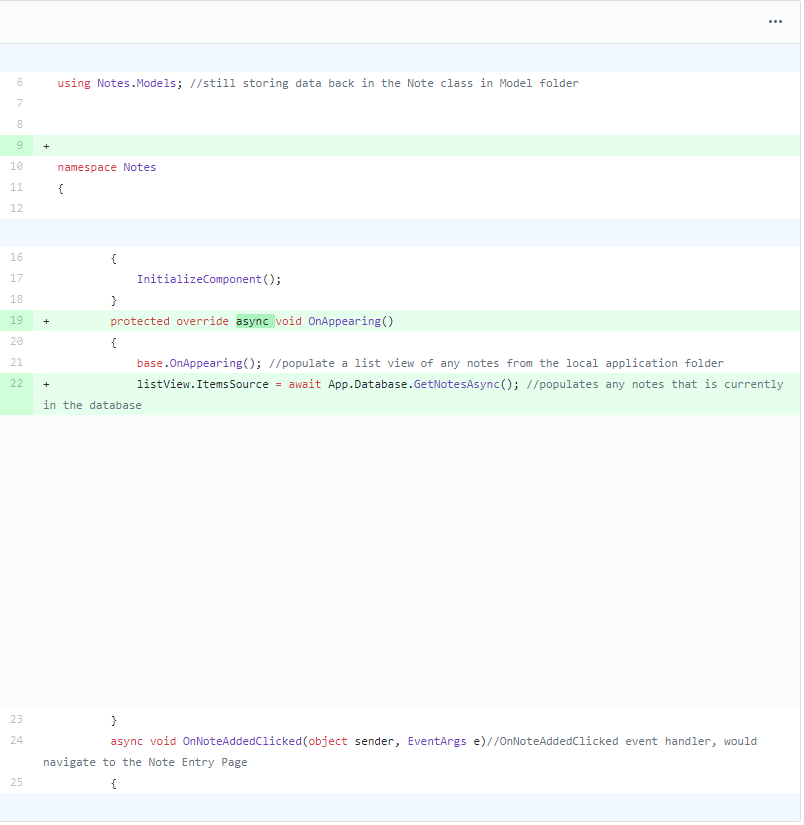 6 using Notes.Models; //still storing data back in the Note class in Model folder
7
8
9 +
10 namespace Notes
11 {
12
16 {
17 InitializeComponent();
18 }
19 + protected override async void OnAppearing()
20 {
21 base.OnAppearing(); //populate a list view of any notes from the local application folder
22 + listView.ItemsSource = await App.Database.GetNotesAsync(); //populates any notes that is currently
in the database
23 }
24 async void OnNoteAddedClicked(object sender, EventArgs e)//OnNoteAddedClicked event handler, would
navigate to the Note Entry Page
25 {